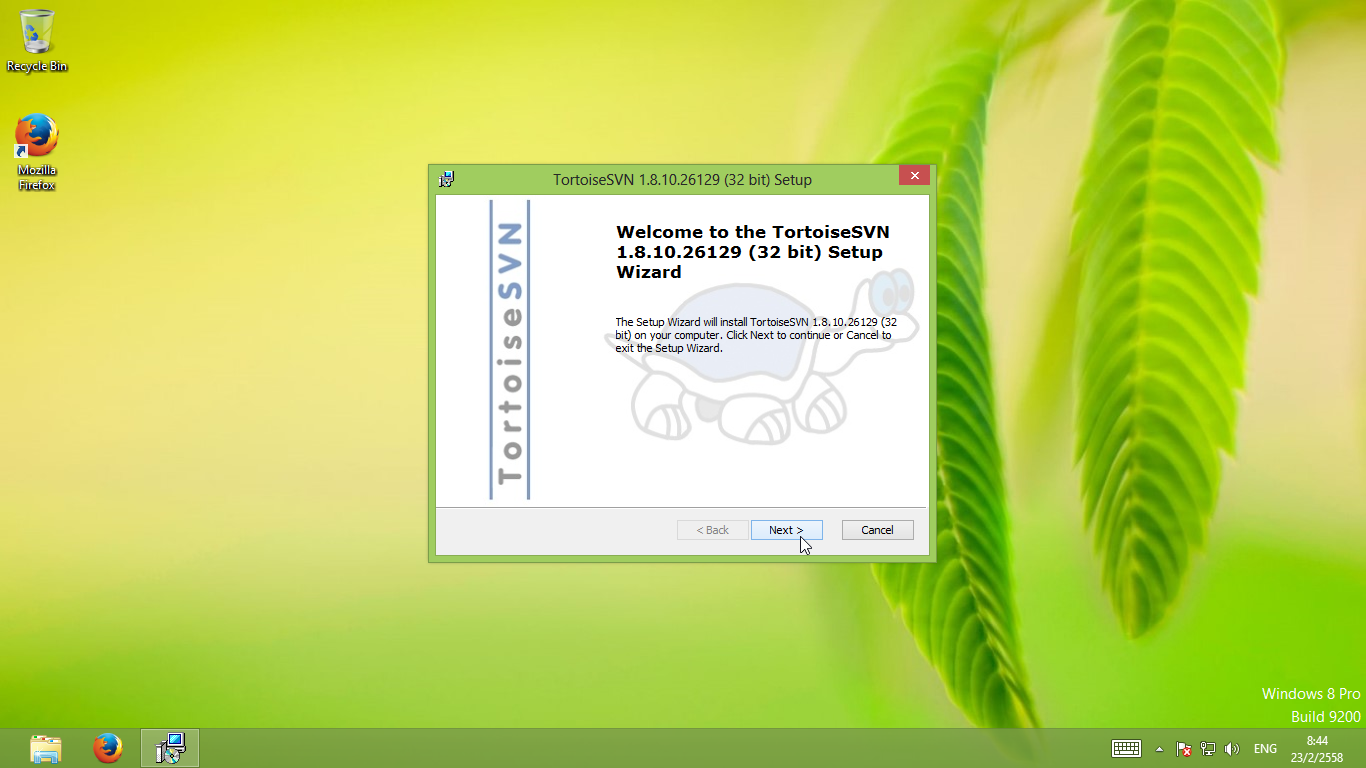 Recycle Bin
Mozilla
Firefox
TortoiseSVN 1.8.10.26129 (32 bit) Setup
TortoiseSVN
Welcome to the TortoiseSVN
1.8.10.26129 (32 bit) Setup
Wizard
The Setup Wizard will install TortoiseSVN 1.8.10.26129 (32
bit) on your computer. Click Next to continue or Cancel to
exit the Setup Wizard.
< Back
Next >
Cancel
Windows 8 Pro
Build 9200
ENG
8:44
23/2/2558